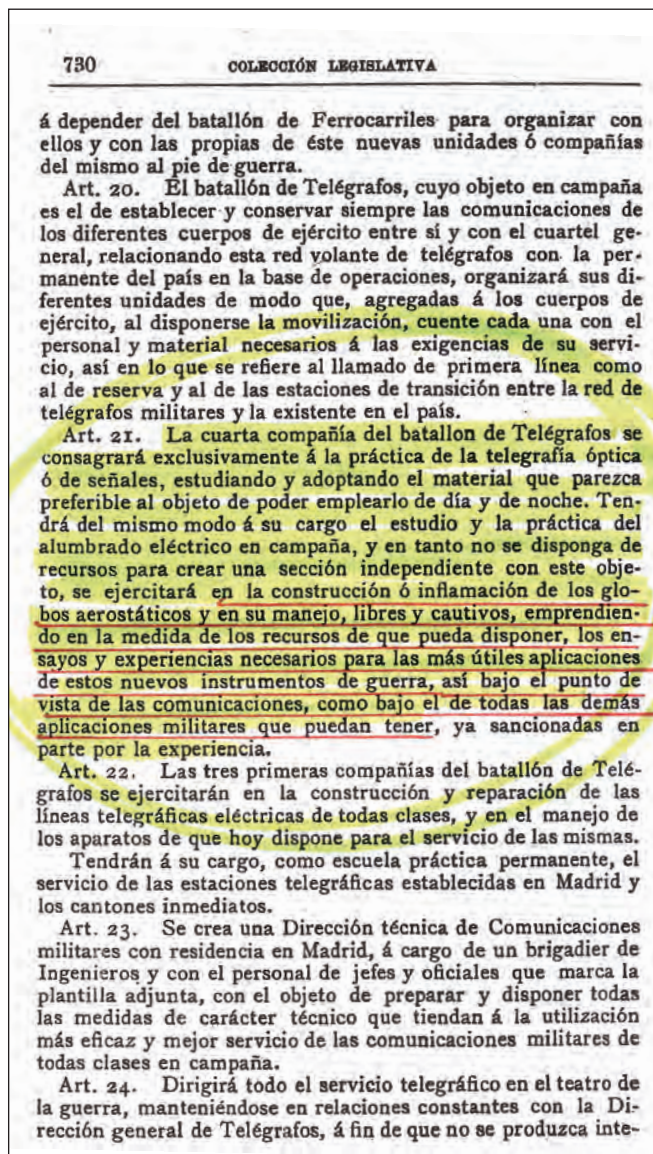 730 COLECCIÓN LEGISLATIVA
á depender del batallón de Ferrocarriles para organizar con
ellos y con las propias de éste nuevas unidades ó compañías
del mismo al pie de guerra.
Art. 20. El batallón de Telégrafos, cuyo objeto en campaña
es el de establecer y conservar siempre las comunicaciones de
los diferentes cuerpos de ejército entre sí y con el cuartel ge-
neral, relacionando esta red volante de telégrafos con la per-
manente del país en la base de operaciones, organizará sus di-
ferentes unidades de modo que, agregadas á los cuerpos de
ejército, al disponerse la movilización, cuente cada una con el
personal y material necesarios á las exigencias de su servi-
cio, así en lo que se refiere al llamado de primera línea como
al de reserva y al de las estaciones de transición entre la red de
telégrafos militares y la existente en el país.
Art. 21. La cuarta compañía del batallon de Telégrafos se
consagrará exclusivamente á la práctica de la telegrafía óptica
ó de señales, estudiando y adoptando el material que parezca
preferible al objeto de poder emplearlo de día y de noche. Ten-
drá del mismo modo á su cargo el estudio y la práctica del
alumbrado eléctrico en campaña, y en tanto no se disponga de
recursos para crear una sección independiente con este obje-
to, se ejercitará en la construcción ó inflamación de los glo-
bos aerostáticos y en su manejo, libres y cautivos, emprendien-
do en la medida de los recursos de que pueda disponer, los en-
sayos y experiencias necesarios para las más útiles aplicaciones
de estos nuevos instrumentos de guerra, así bajo el punto de
vista de las comunicaciones, como bajo el de todas las demás
aplicaciones militares que puedan tener, ya sancionadas en
parte por la experiencia.
Art. 22. Las tres primeras compañías del batallón de Telé-
grafos se ejercitarán en la construcción y reparación de las
líneas telegráficas eléctricas de todas clases, y en el manejo de
los aparatos de que hoy dispone para el servicio de las mismas.
Tendrán á su cargo, como escuela práctica permanente, el
servicio de las estaciones telegráficas establecidas en Madrid y
los cantones inmediatos.
Art. 23. Se crea una Dirección técnica de Comunicaciones
militares con residencia en Madrid, á cargo de un brigadier de
Ingenieros y con el personal de jefes y oficiales que marca la
plantilla adjunta, con el objeto de preparar y disponer todas
las medidas de carácter técnico que tiendan á la utilización
más eficaz y mejor servicio de las comunicaciones militares de
todas clases en campaña.
Art. 24. Dirigirá todo el servicio telegráfico en el teatro de
la guerra, manteniéndose en relaciones constantes con la Di-
rección general de Telégrafos, á fin de que no se produzca inte-